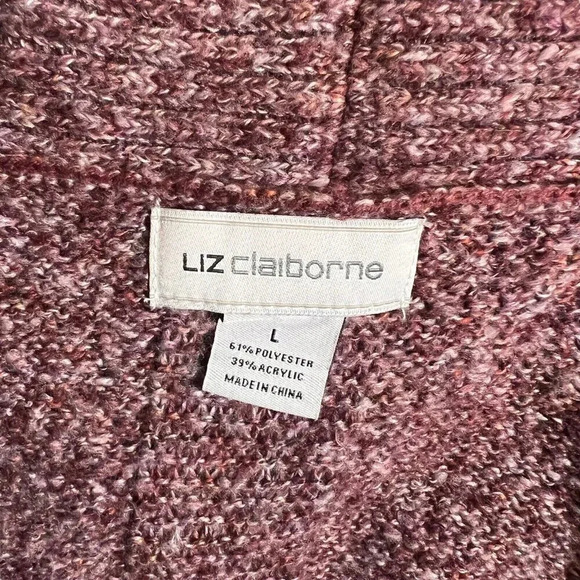 LIZ claiborne
L
61% POLYESTER
39% ACRYLIC
MADE IN CHINA